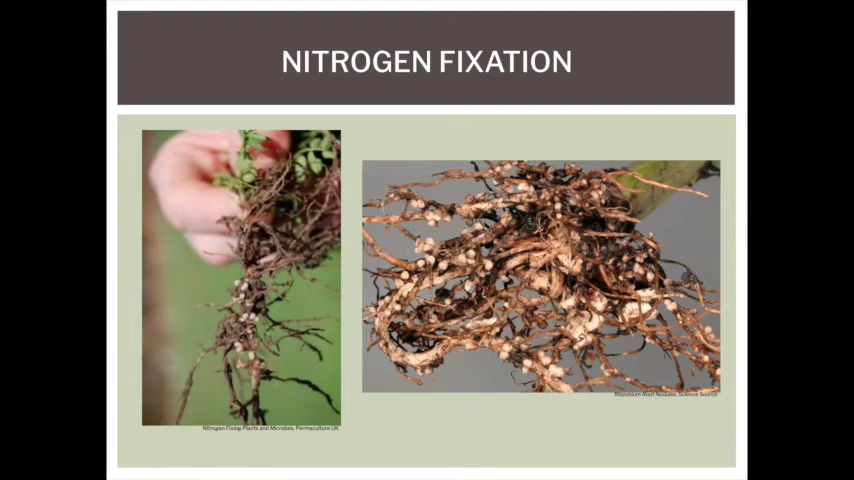 NITROGEN FIXATION
Nitrogen Fixing Plants and Microbes, Permaculture UK
Rhizobium Root Nodules, Science Source